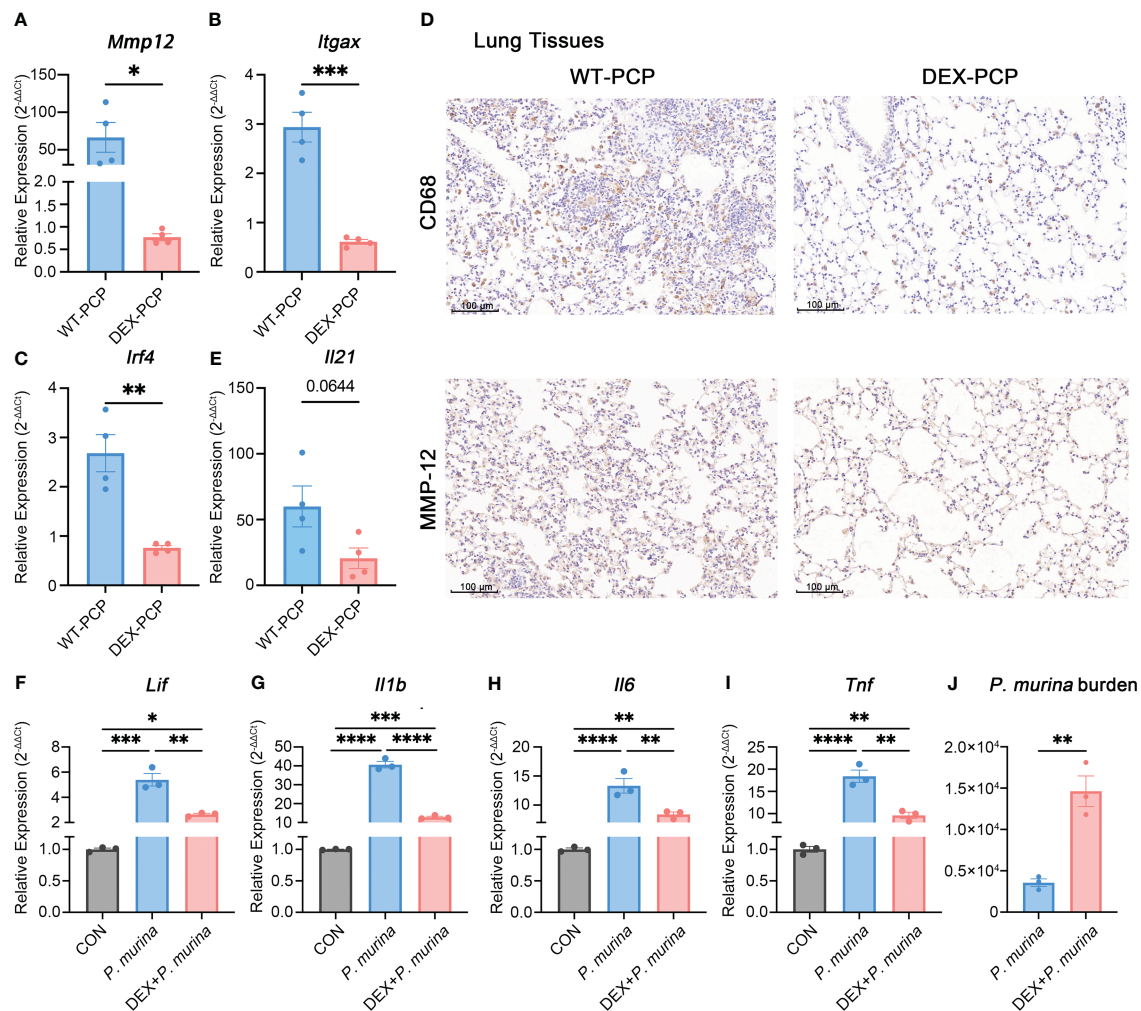 A
Mmp12
*
Relative Expression (2-ΔΔCt)
150
100
50
2.0
1.5
1.0
0.5
0.0
WT-PCP
DEX-PCP
B
Itgax
***
Relative Expression (2-ΔΔCt)
4
3
2
1
0
WT-PCP
DEX-PCP
D
Lung Tissues
WT-PCP
DEX-PCP
CD68
100 μm
100 μm
MMP-12
100 μm
100 μm
C
Irf4
**
Relative Expression (2-ΔΔCt)
4
3
2
1
0
WT-PCP
DEX-PCP
E
Il21
0.0644
Relative Expression (2-ΔΔCt)
150
100
50
0
WT-PCP
DEX-PCP
F
Lif
*
*** **
Relative Expression (2-ΔΔCt)
8
6
4
2
1.0
0.5
0.0
CON
P. murina
DEX+P. murina
G
Il1b
***
**** ****
Relative Expression (2-ΔΔCt)
50
40
30
20
10
1.0
0.5
0.0
CON
P. murina
DEX+P. murina
H
Il6
**
**** **
Relative Expression (2-ΔΔCt)
20
15
10
1.0
0.5
0.0
CON
P. murina
DEX+P. murina
I
Tnf
**
**** **
Relative Expression (2-ΔΔCt)
25
20
15
10
1.0
0.5
0.0
CON
P. murina
DEX+P. murina
J
P. murina burden
**
2.0×10⁴
1.5×10⁴
1.0×10⁴
5.0×10³
0
P. murina
DEX+P. murina